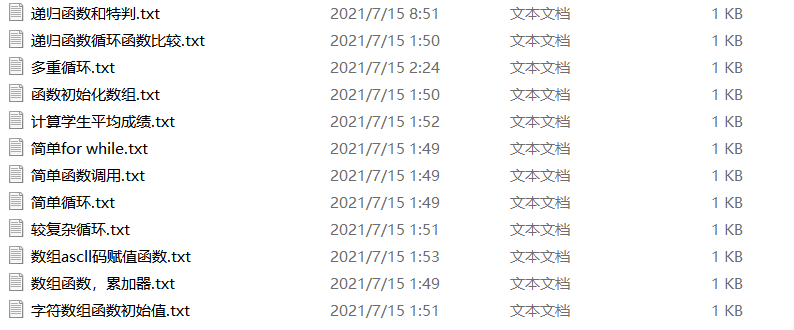 递归函数和特判.txt 2021/7/15 8:51 文本文档 1 KB
递归函数循环函数比较.txt 2021/7/15 1:50 文本文档 1 KB
多重循环.txt 2021/7/15 2:24 文本文档 1 KB
函数初始化数组.txt 2021/7/15 1:50 文本文档 1 KB
计算学生平均成绩.txt 2021/7/15 1:52 文本文档 1 KB
简单for while.txt 2021/7/15 1:49 文本文档 1 KB
简单函数调用.txt 2021/7/15 1:49 文本文档 1 KB
简单循环.txt 2021/7/15 1:49 文本文档 1 KB
较复杂循环.txt 2021/7/15 1:51 文本文档 1 KB
数组ascll码赋值函数.txt 2021/7/15 1:53 文本文档 1 KB
数组函数，累加器.txt 2021/7/15 1:49 文本文档 1 KB
字符数组函数初始值.txt 2021/7/15 1:51 文本文档 1 KB